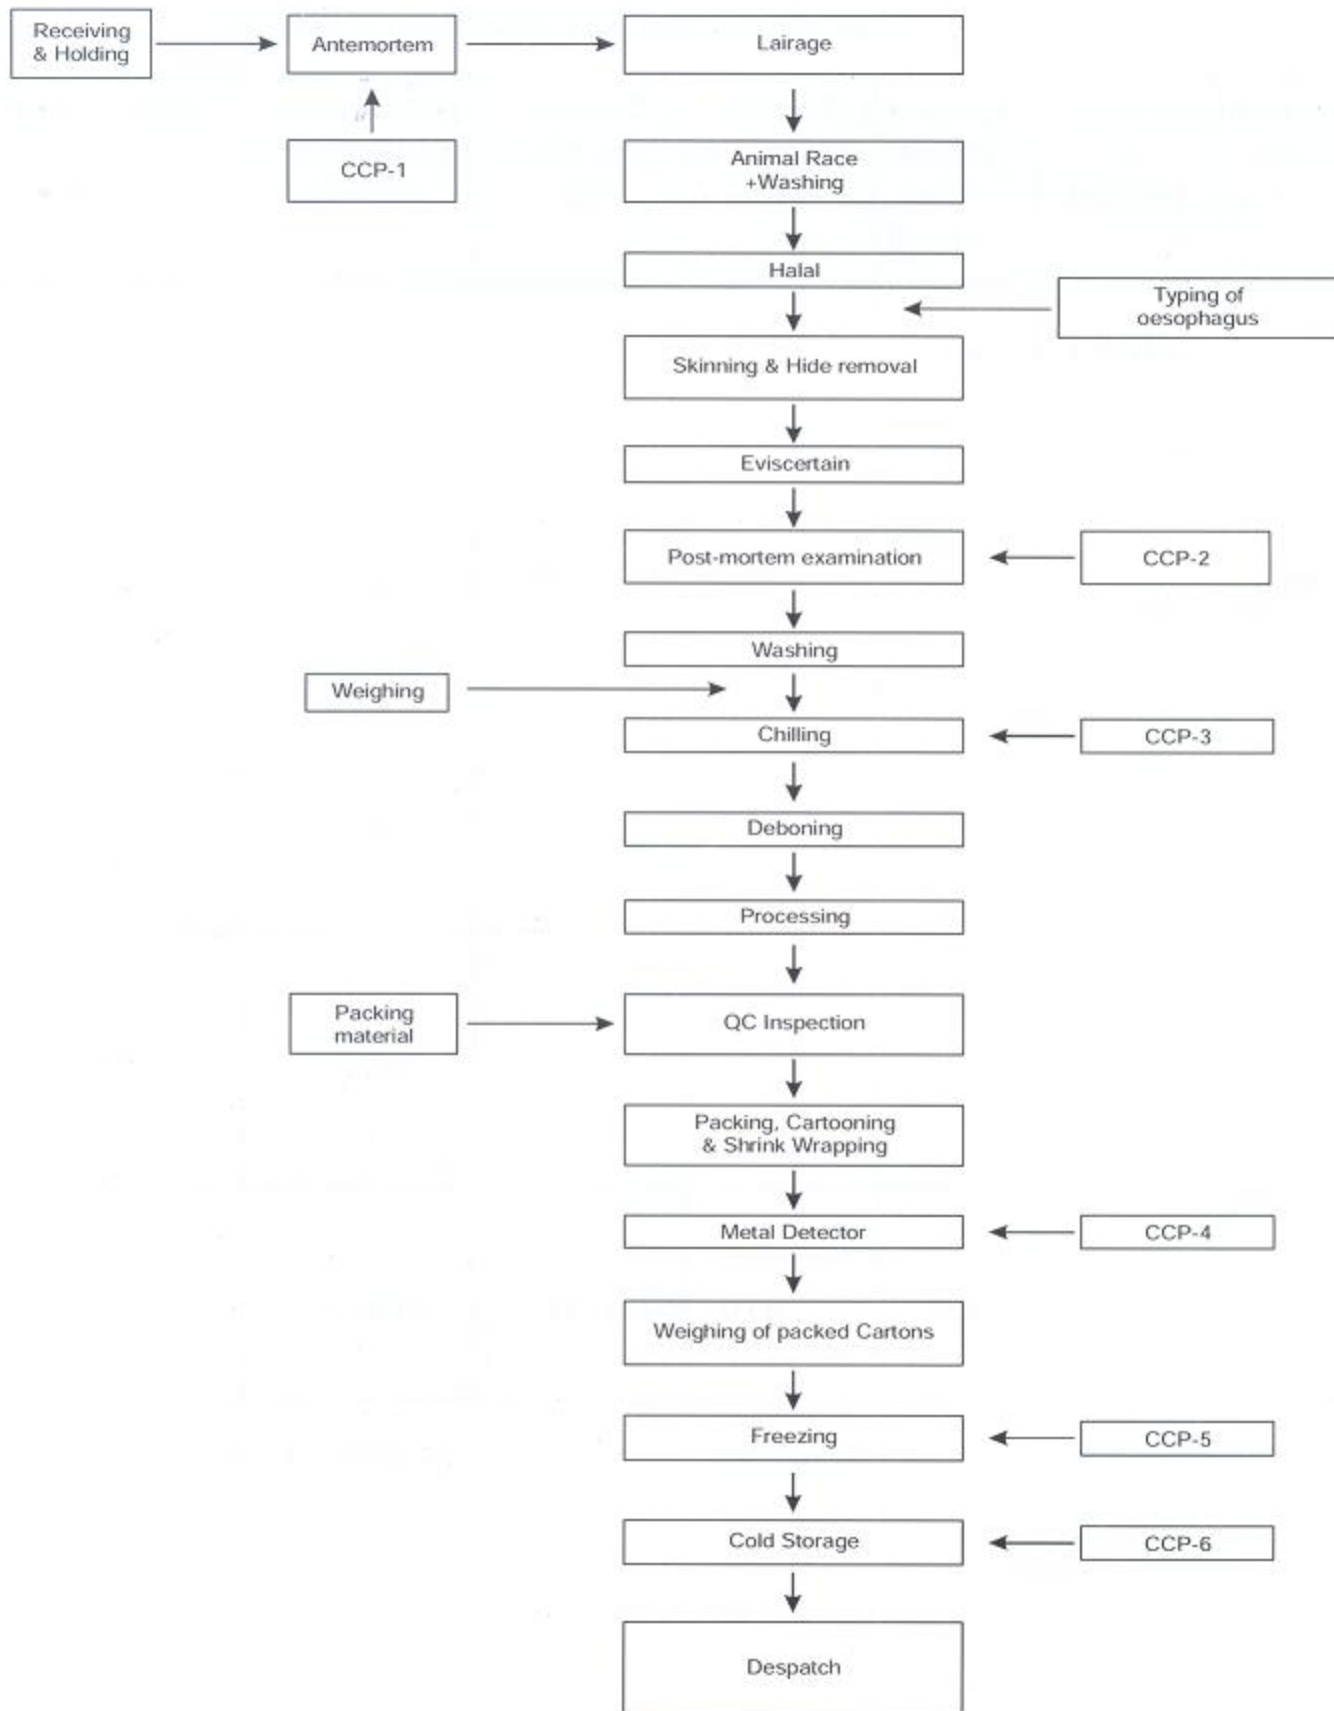 Receiving
& Holding
Antemortem
Lairage
CCP-1
Animal Race
+Washing
Halal
Typing of
oesophagus
Skinning & Hide removal
Eviscertain
Post-mortem examination
CCP-2
Washing
Weighing
Chilling
CCP-3
Deboning
Processing
Packing
material
QC Inspection
Packing, Cartooning
& Shrink Wrapping
Metal Detector
CCP-4
Weighing of packed Cartons
Freezing
CCP-5
Cold Storage
CCP-6
Despatch